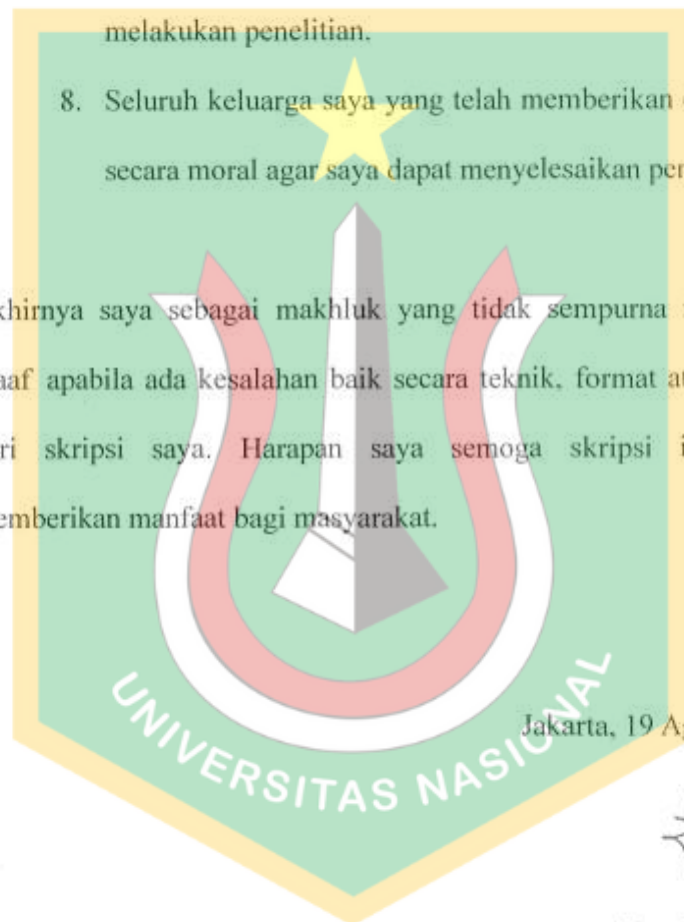 melakukan penelitian.
8. Seluruh keluarga saya yang telah memberikan
secara moral agar saya dapat menyelesaikan
khirnya saya sebagai makhluk yang tidak sempurna
aaf apabila ada kesalahan baik secara teknik, format
ri skripsi saya. Harapan saya semoga skripsi
emberikan manfaat bagi masyarakat.
Jakarta, 19
UNIVERSITAS NASIONAL